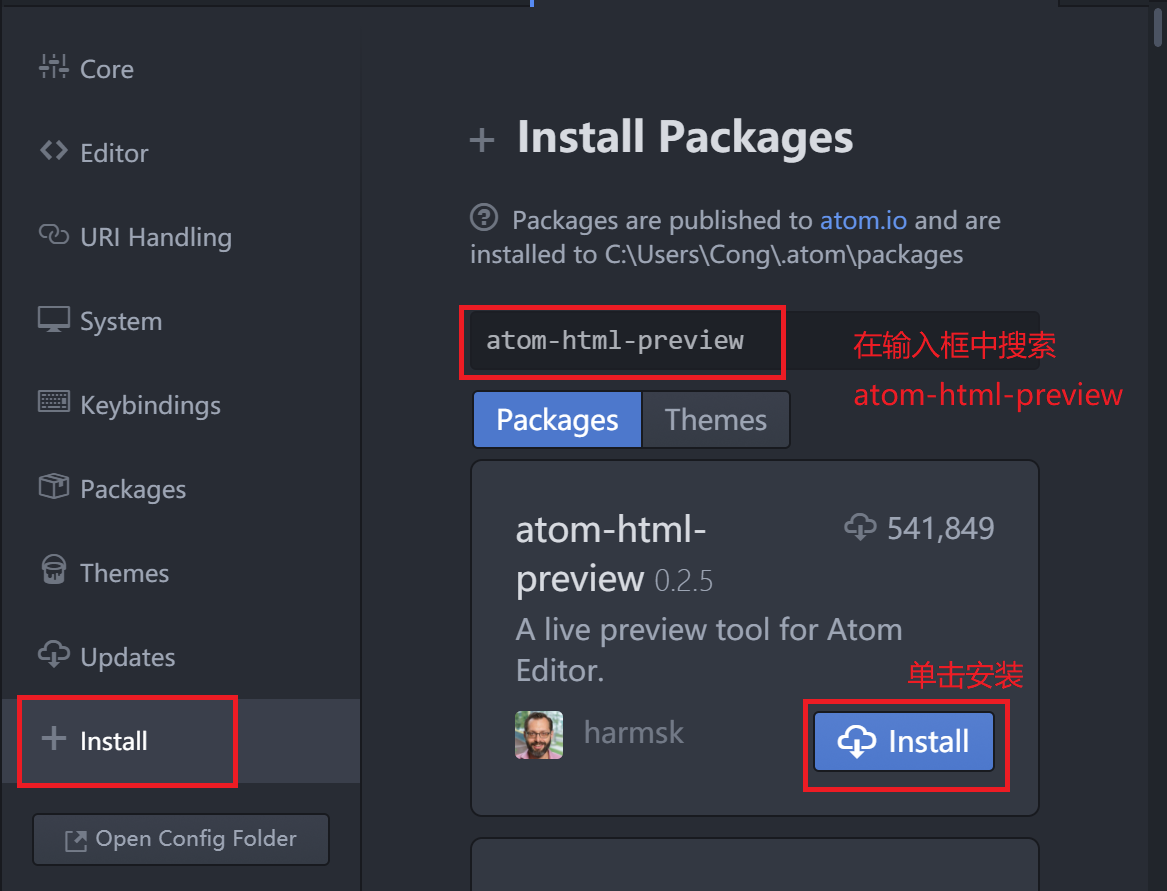 Core
Editor
URI Handling
System
Keybindings
Packages
Themes
Updates
Install
Open Config Folder
Install Packages
Packages are published to atom.io and are
installed to C:\Users\Cong\.atom\packages
atom-html-preview
在输入框中搜索
atom-html-preview
Packages Themes
atom-html-
preview 0.2.5
541,849
A live preview tool for Atom
Editor.
单击安装
harmsk
Install